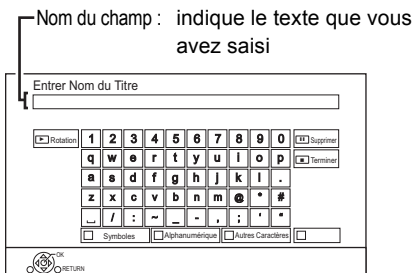 Nom du champ : indique le texte que vous
avez saisi
Entrer Nom du Titre
Rotation 1 2 3 4 5 6 7 8 9 0 Supprimer
q w e r t y u i o p Terminer
a s d f g h j k l .
z x c v b n m @ * #
/ : ~ _ - , ; ' "
Symboles Alphanumérique Autres Caractères
OK
RETURN